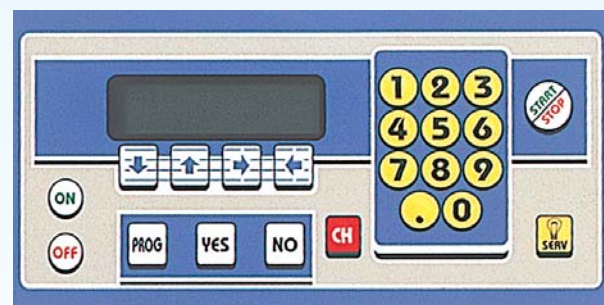 1 2 3
4 5 6
7 8 9
. 0
START
STOP
ON
OFF
PROG YES NO
CH
SERV